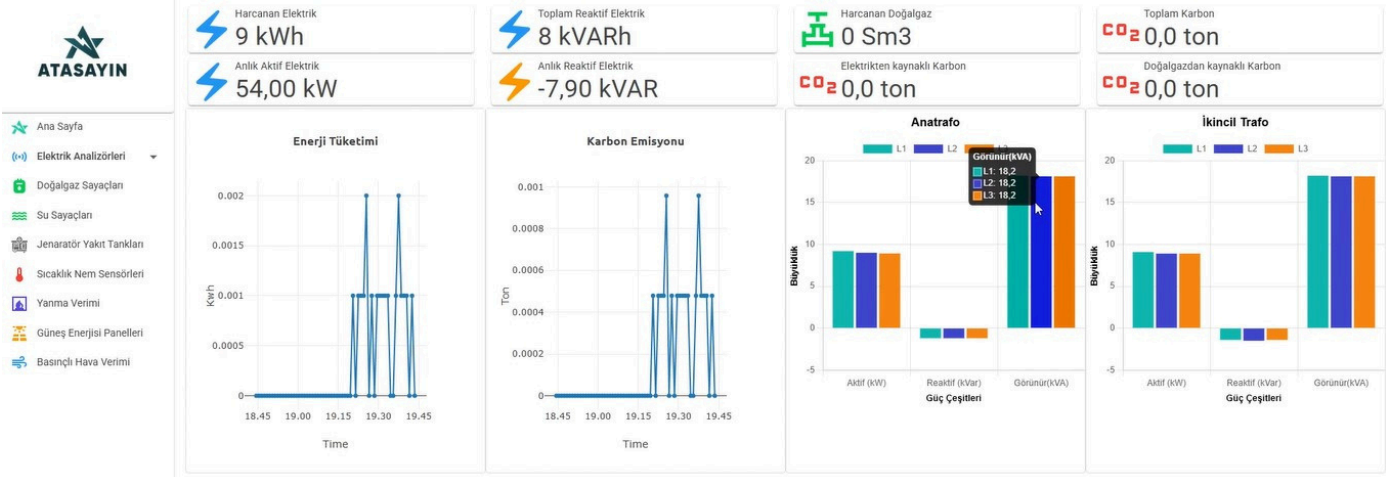 ATASAYIN
Ana Sayfa
Elektrik Analizörleri
Doğalgaz Sayaçları
Su Sayaçları
Jenaratör Yakıt Tankları
Sıcaklık Nem Sensörleri
Yanma Verimi
Güneş Enerjisi Panelleri
Basınçlı Hava Verimi
Harcanan Elektrik
9 kWh
Toplam Reaktif Elektrik
8 kVARh
Harcanan Doğalgaz
0 Sm3
Toplam Karbon
CO2 0,0 ton
Anlık Aktif Elektrik
54,00 kW
Anlık Reaktif Elektrik
-7,90 kVAR
Elektrikten kaynaklı Karbon
CO2 0,0 ton
Doğalgazdan kaynaklı Karbon
CO2 0,0 ton
Enerji Tüketimi
Kwh
0.002
0.0015
0.001
0.0005
0
18.45 19.00 19.15 19.30 19.45
Time
Karbon Emisyonu
Ton
0.001
0.0008
0.0006
0.0004
0.0002
0
18.45 19.00 19.15 19.30 19.45
Time
Anatrafo
L1 L2
Görünür(kVA)
L1: 18,2
L2: 18,2
L3: 18,2
Büyüklük
20
15
10
5
0
-5
Aktif (kW) Reaktif (kVar) Görünür(kVA)
Güç Çeşitleri
İkincil Trafo
L1 L2 L3
Büyüklük
20
15
10
5
0
-5
Aktif (kW) Reaktif (kVar) Görünür(kVA)
Güç Çeşitleri